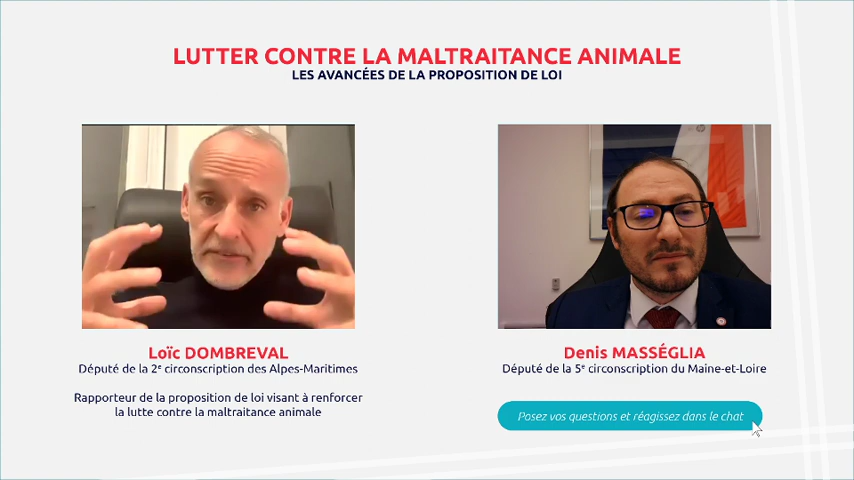 LUTTER CONTRE LA MALTRAITANCE ANIMALE
LES AVANCÉES DE LA PROPOSITION DE LOI
Loïc DOMBREVAL
Député de la 2e circonscription des Alpes-Maritimes
Rapporteur de la proposition de loi visant à renforcer
la lutte contre la maltraitance animale
Denis MASSÉGLIA
Député de la 5e circonscription du Maine-et-Loire
Posez vos questions et réagissez dans le chat